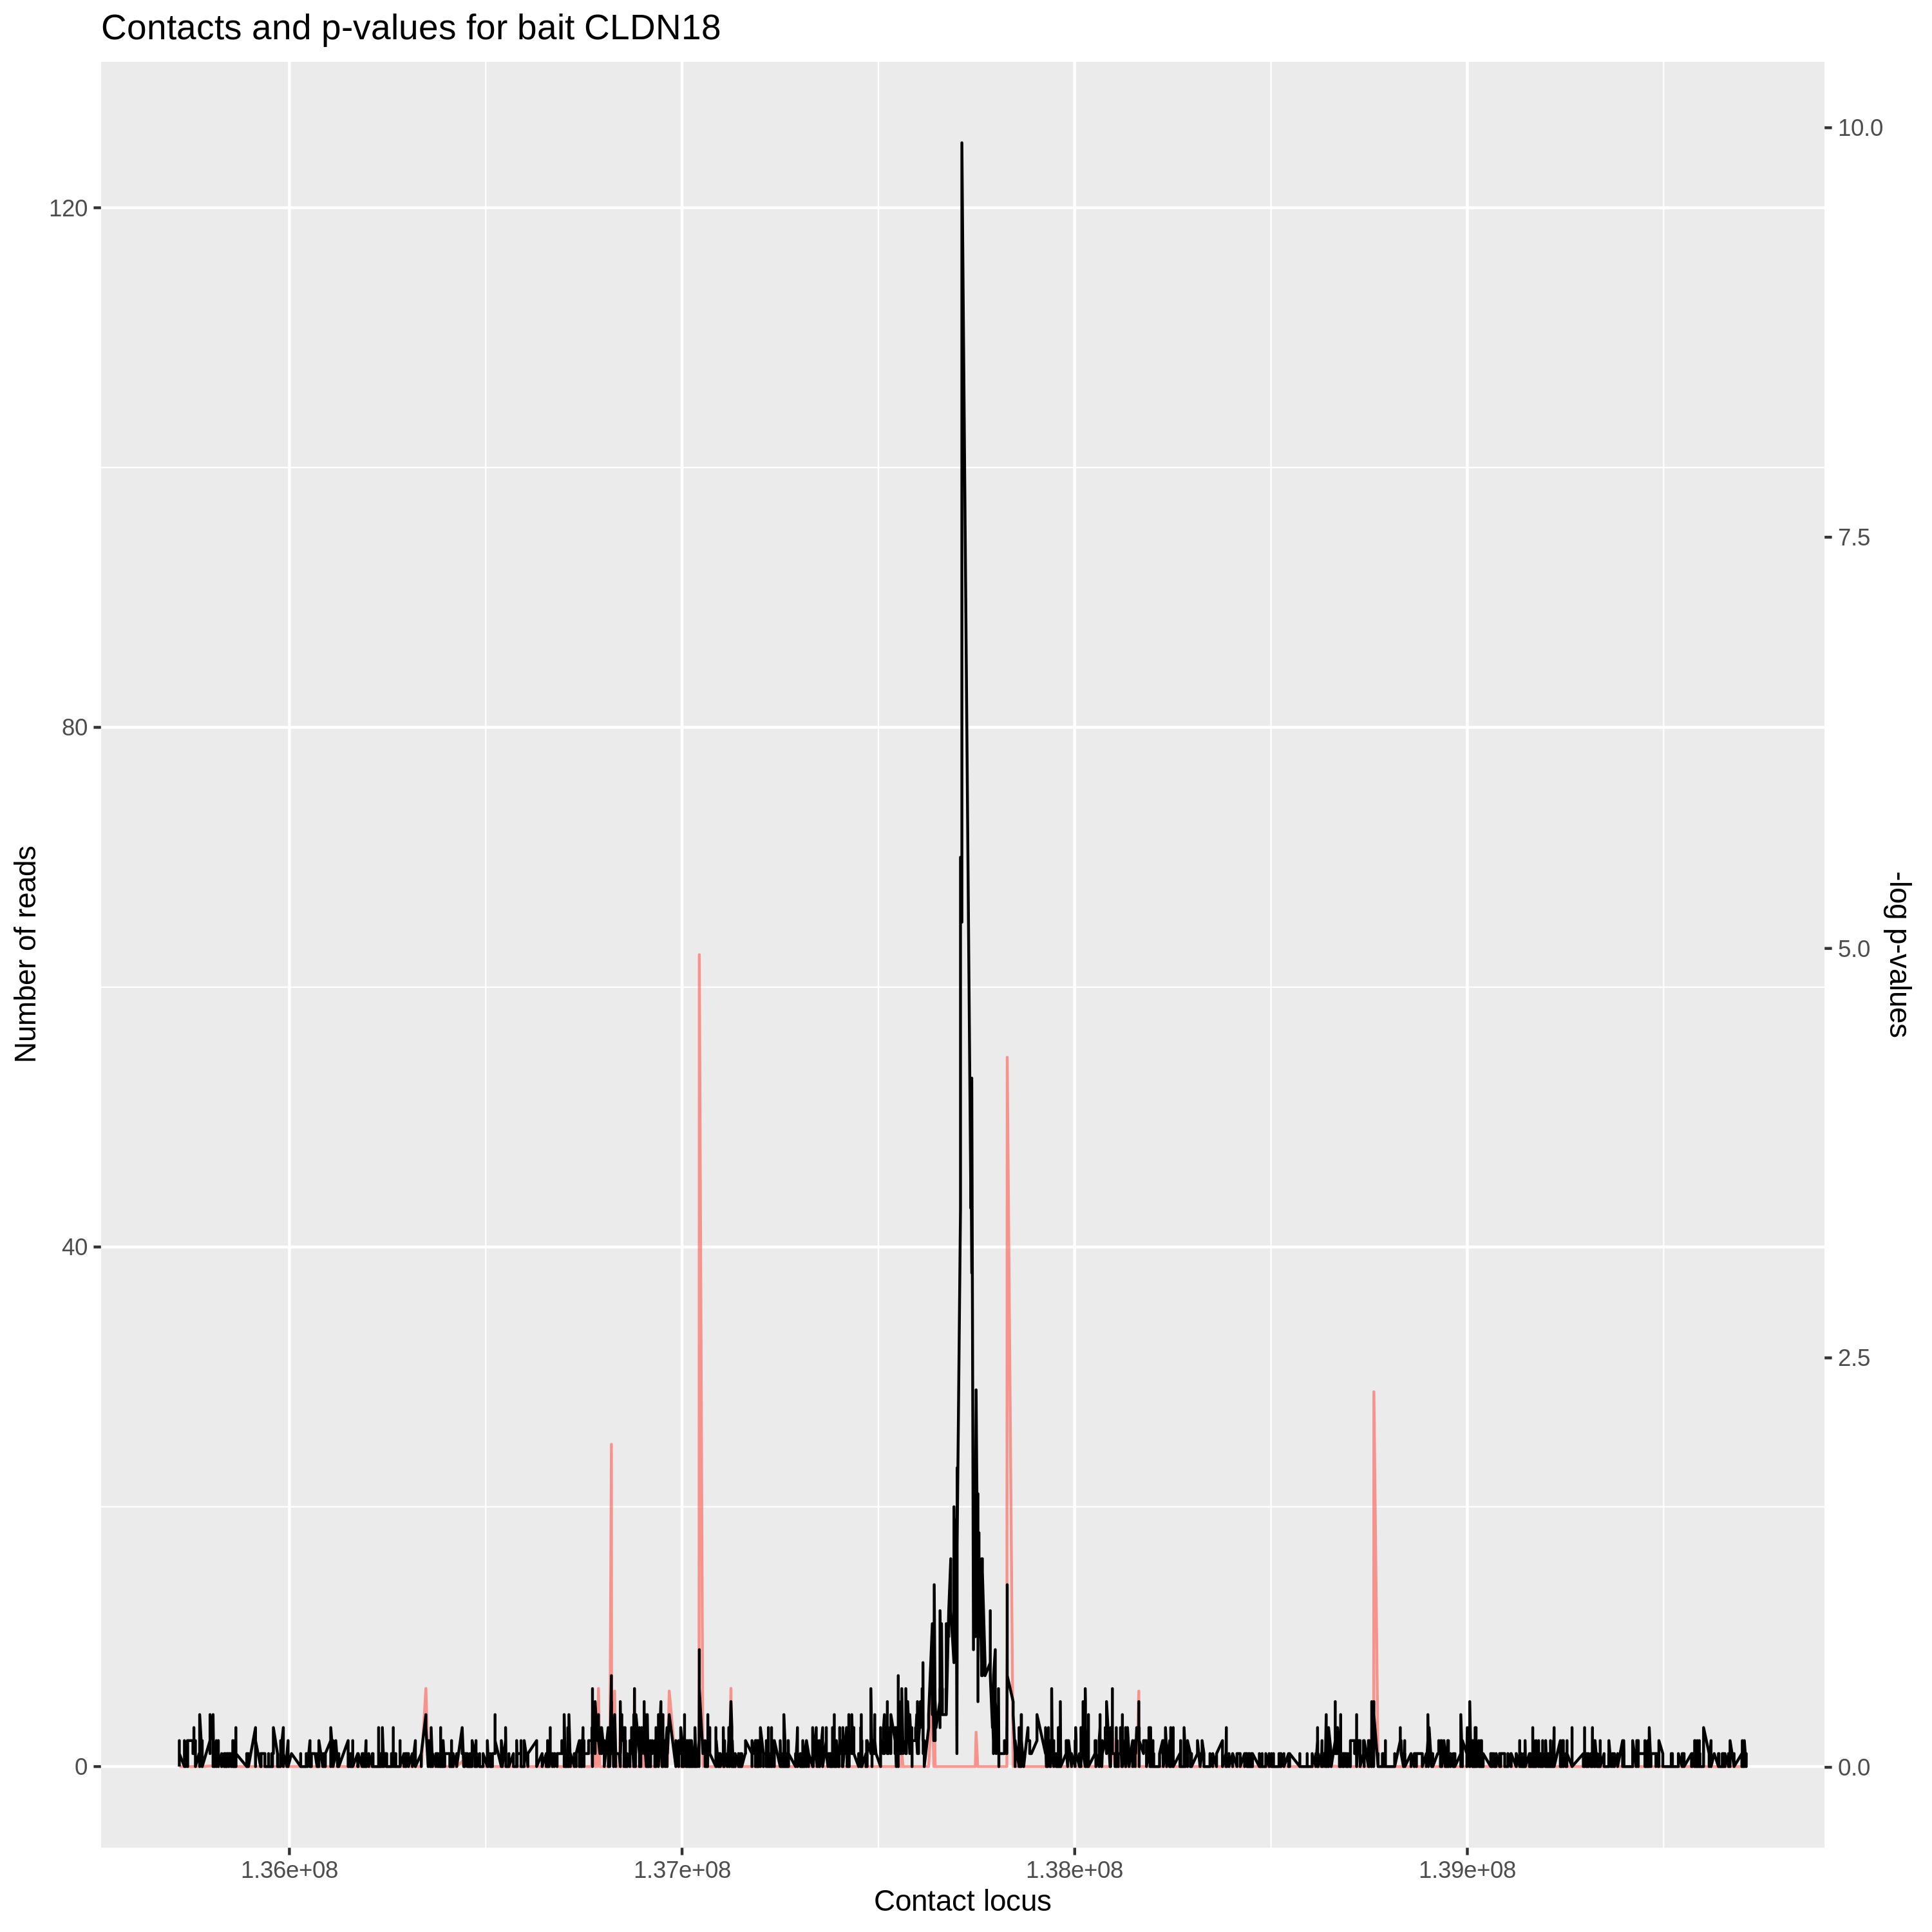 Contacts and p-values for bait CLDN18
120
80
40
0
Number of reads
10.0
7.5
5.0
2.5
0.0
-log p-values
1.36e+08
1.37e+08
1.38e+08
1.39e+08
Contact locus